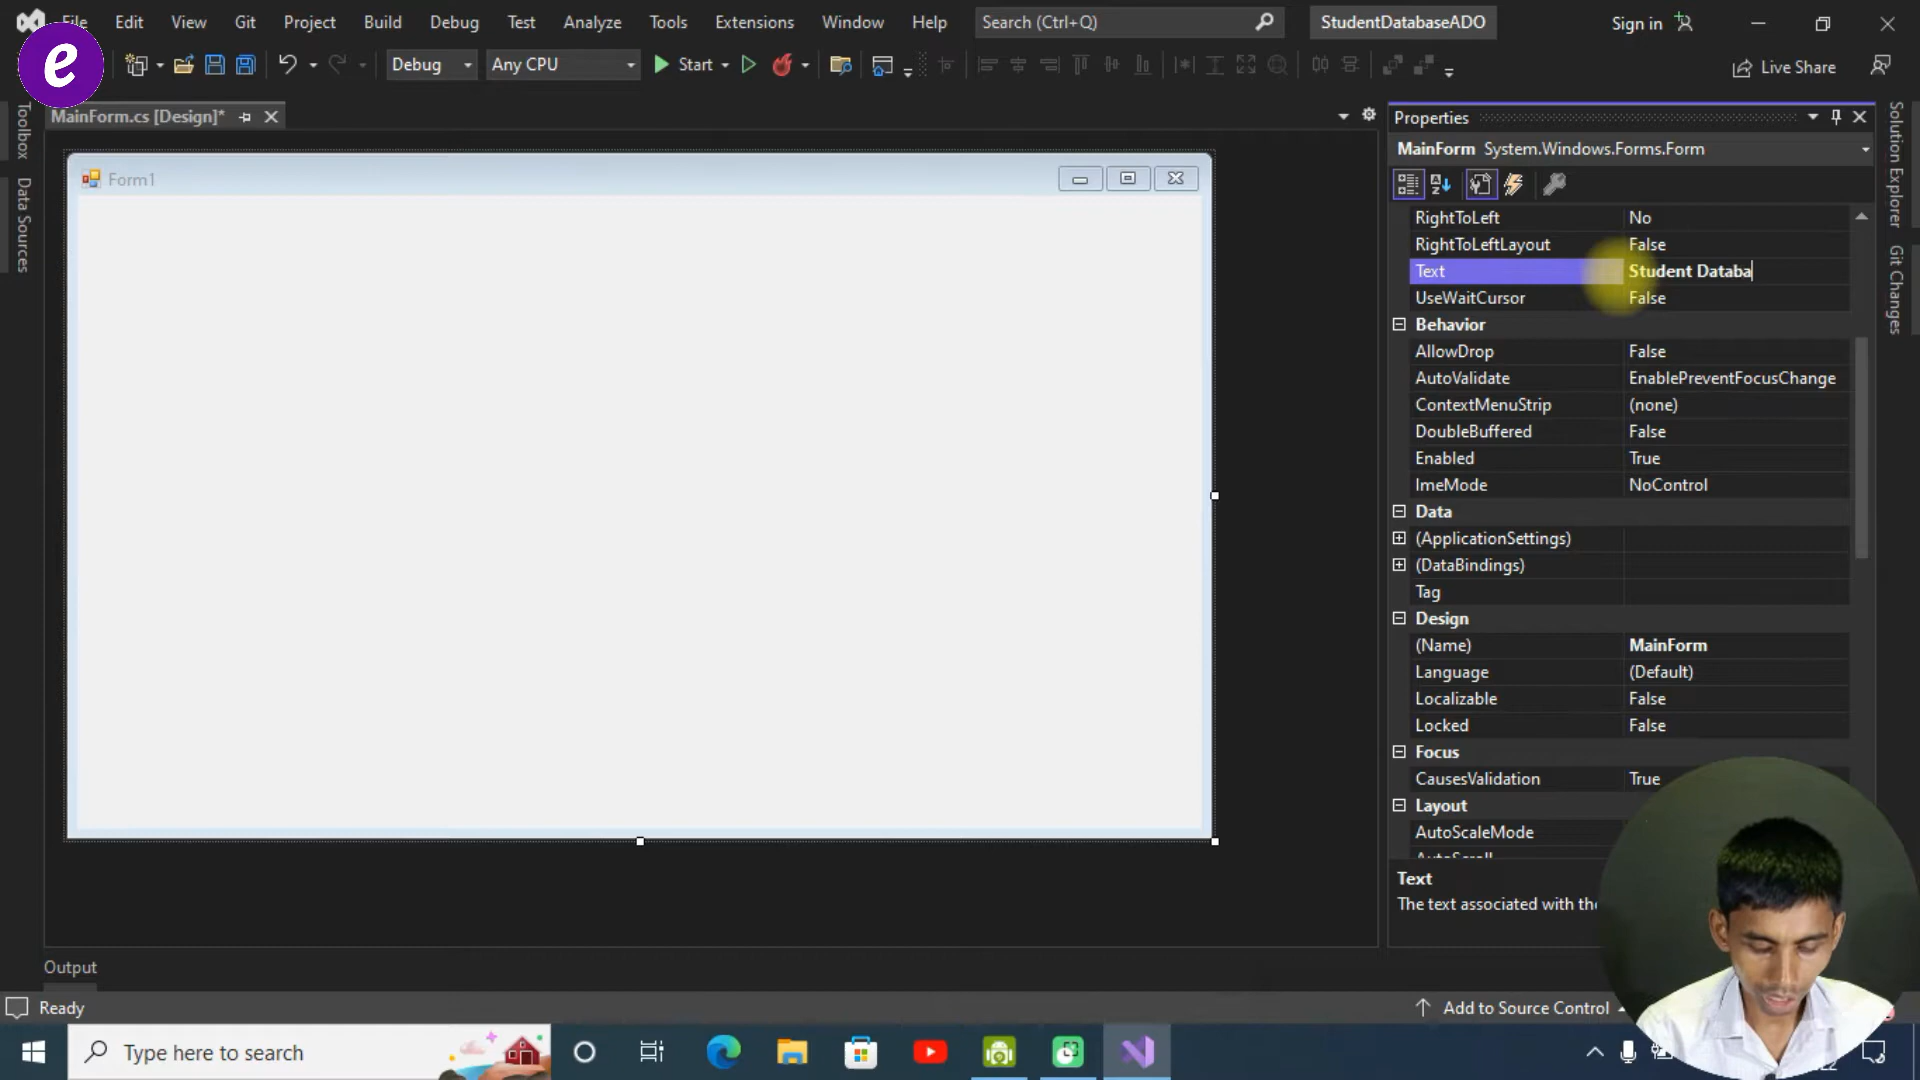 File Edit View Git Project Build Debug Test Analyze Tools Extensions Window Help Search (Ctrl+Q) StudentDatabaseADO Sign in
e
Debug Any CPU Start Live Share
Toolbox
Data Sources
MainForm.cs [Design]*
Form1
Properties
MainForm System.Windows.Forms.Form
RightToLeft No
RightToLeftLayout False
Text Student Databa
UseWaitCursor False
Behavior
AllowDrop False
AutoValidate EnablePreventFocusChange
ContextMenuStrip (none)
DoubleBuffered False
Enabled True
ImeMode NoControl
Data
(ApplicationSettings)
(DataBindings)
Tag
Design
(Name) MainForm
Language (Default)
Localizable False
Locked False
Focus
CausesValidation True
Layout
AutoScaleMode
AutoScroll
Text
The text associated with the
Solution Explorer
Git Changes
Output
Ready Add to Source Control
Type here to search